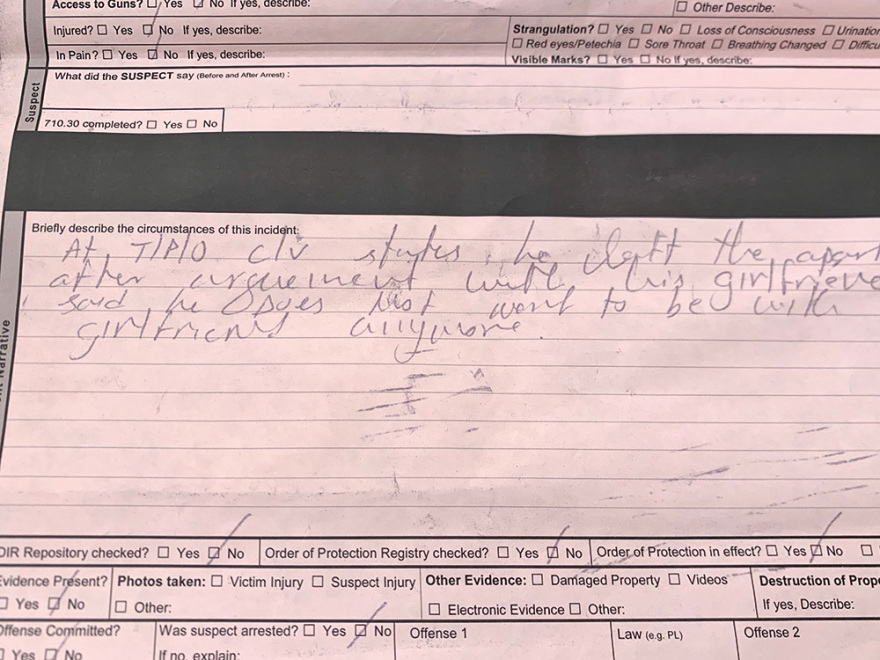 Access to Guns? ☐ Yes ☑ No If yes, describe:
☐ Other Describe:
Injured? ☐ Yes ☑ No If yes, describe:
Strangulation? ☐ Yes ☐ No ☐ Loss of Consciousness ☐ Urination
In Pain? ☐ Yes ☑ No If yes, describe:
☐ Red eyes/Petechia ☐ Sore Throat ☐ Breathing Changed ☐ Difficu
Visible Marks? ☐ Yes ☐ No If yes, describe:
Suspect
What did the SUSPECT say (Before and After Arrest) :
710.30 completed? ☐ Yes ☐ No
Narrative
Briefly describe the circumstances of this incident:
At T/P/O c/v states he left the apart
after arguement with his girlfriend
said he Does Not want to be with
girlfriend anymore.
DIR Repository checked? ☐ Yes ☑ No
Order of Protection Registry checked? ☐ Yes ☑ No
Order of Protection in effect? ☐ Yes ☑ No ☐
Evidence Present?
☐ Yes ☑ No
Photos taken: ☐ Victim Injury ☐ Suspect Injury
☐ Other:
Other Evidence: ☐ Damaged Property ☐ Videos
☐ Electronic Evidence ☐ Other:
Destruction of Prope
If yes, Describe:
Offense Committed?
☐ Yes ☑ No
Was suspect arrested? ☐ Yes ☑ No
If no, explain:
Offense 1
Law (e.g. PL)
Offense 2